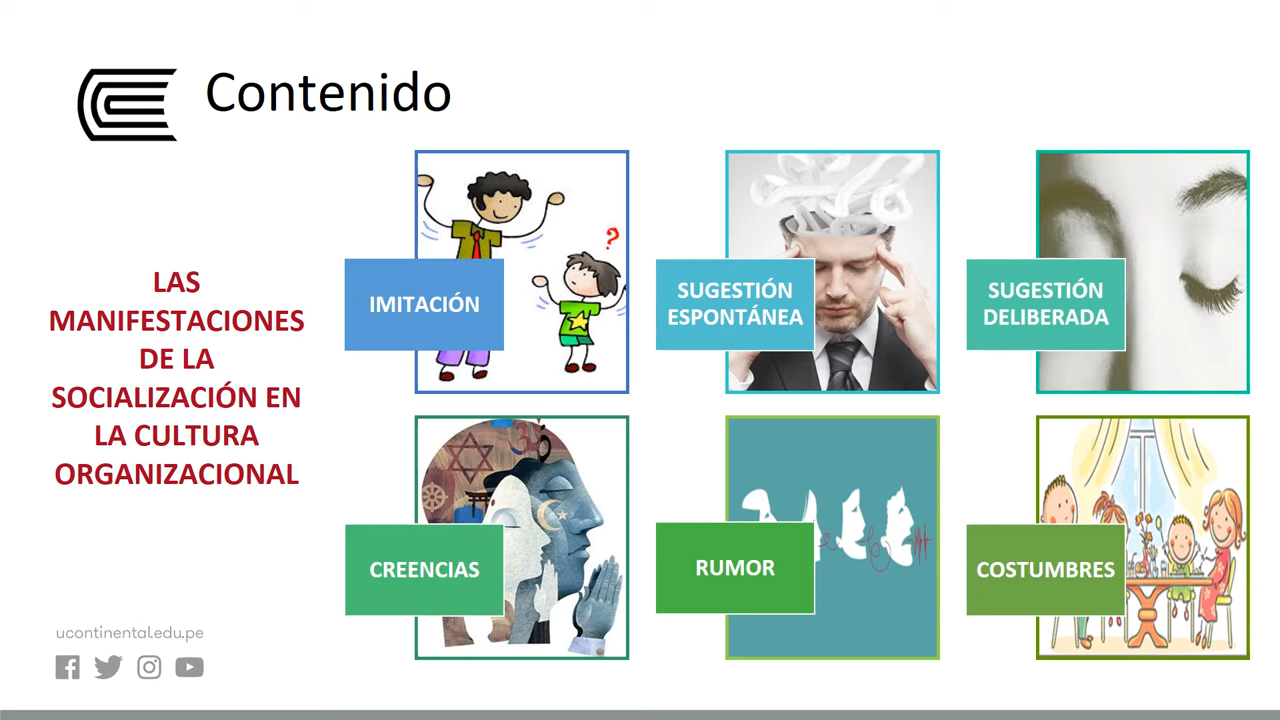 Contenido
LAS
MANIFESTACIONES
DE LA
SOCIALIZACIÓN EN
LA CULTURA
ORGANIZACIONAL
IMITACIÓN
?
SUGESTIÓN
ESPONTÁNEA
SUGESTIÓN
DELIBERADA
CREENCIAS
RUMOR
COSTUMBRES
ucontinental.edu.pe